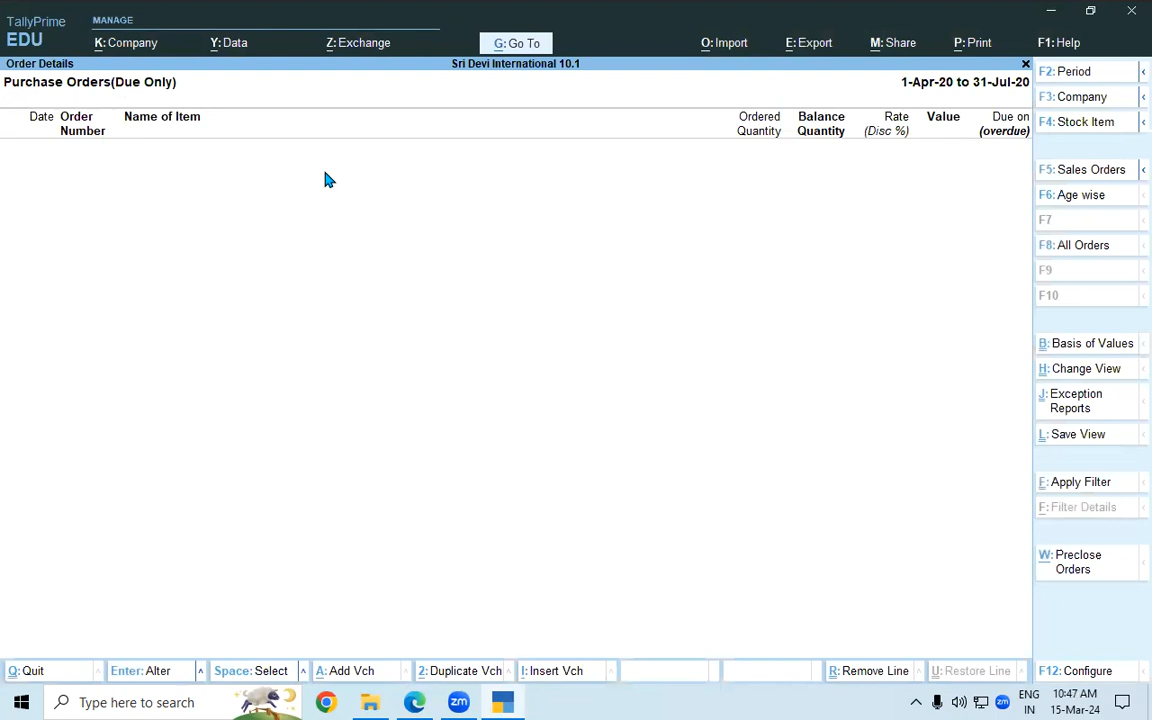 TallyPrime
EDU
MANAGE
K: Company
Y: Data
Z: Exchange
G: Go To
O: Import
E: Export
M: Share
P: Print
F1: Help
Order Details
Sri Devi International 10.1
Purchase Orders(Due Only)
1-Apr-20 to 31-Jul-20
Date
Order Number
Name of Item
Ordered Quantity
Balance Quantity
Rate (Disc %)
Value
Due on (overdue)
F2: Period
F3: Company
F4: Stock Item
F5: Sales Orders
F6: Age wise
F7
F8: All Orders
F9
F10
B: Basis of Values
H: Change View
J: Exception
Reports
L: Save View
F: Apply Filter
F: Filter Details
W: Preclose
Orders
Q: Quit
Enter: Alter
Space: Select
A: Add Vch
2: Duplicate Vch
I: Insert Vch
R: Remove Line
U: Restore Line
F12: Configure
Type here to search
zm
zm
ENG
IN
10:47 AM
15-Mar-24